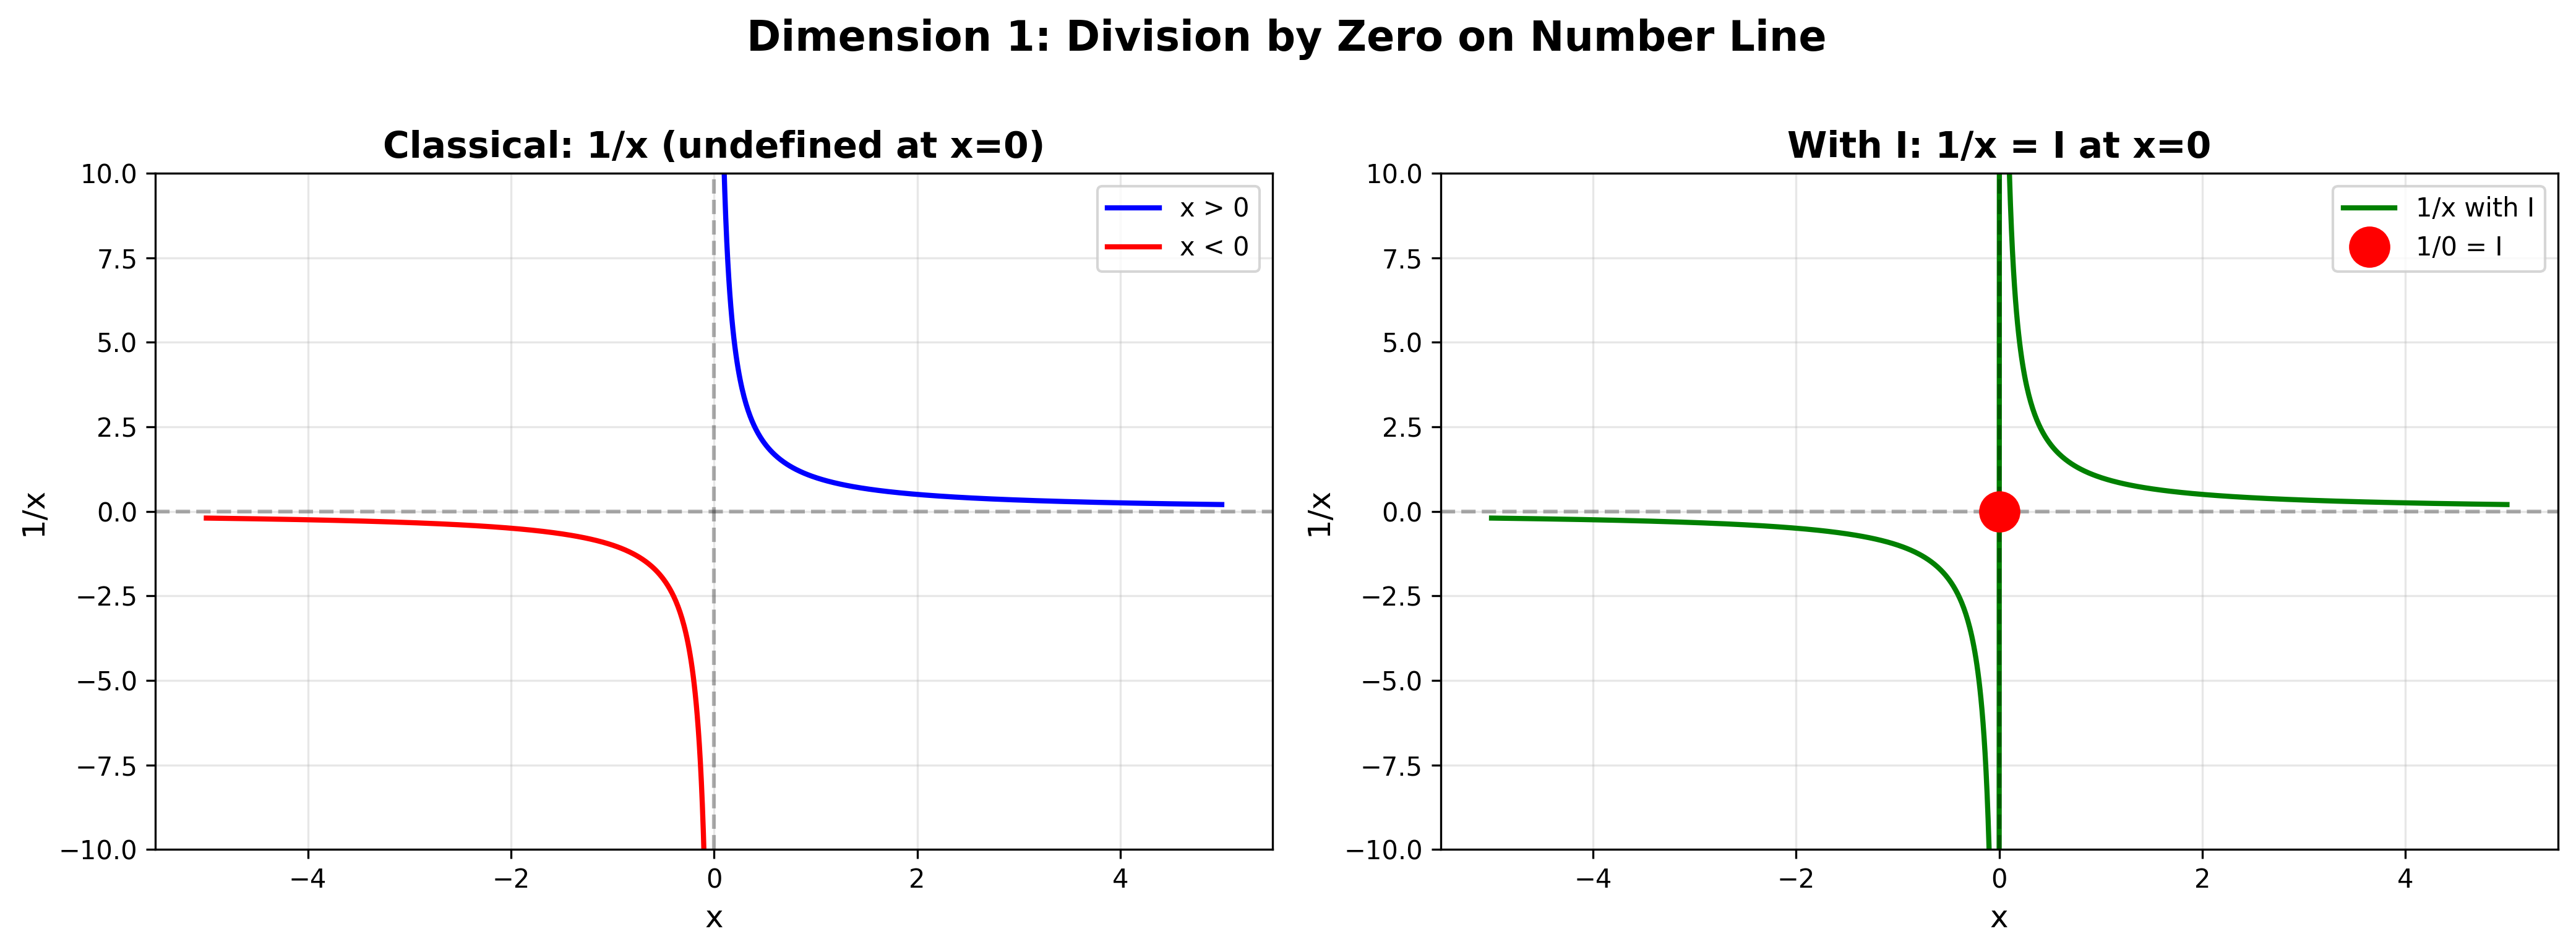 Dimension 1: Division by Zero on Number Line
Classical: 1/x (undefined at x=0)
10.0
7.5
5.0
2.5
0.0
−2.5
−5.0
−7.5
−10.0
1/x
x > 0
x < 0
−4
−2
0
2
4
x
With I: 1/x = I at x=0
10.0
7.5
5.0
2.5
0.0
−2.5
−5.0
−7.5
−10.0
1/x
1/x with I
1/0 = I
−4
−2
0
2
4
x